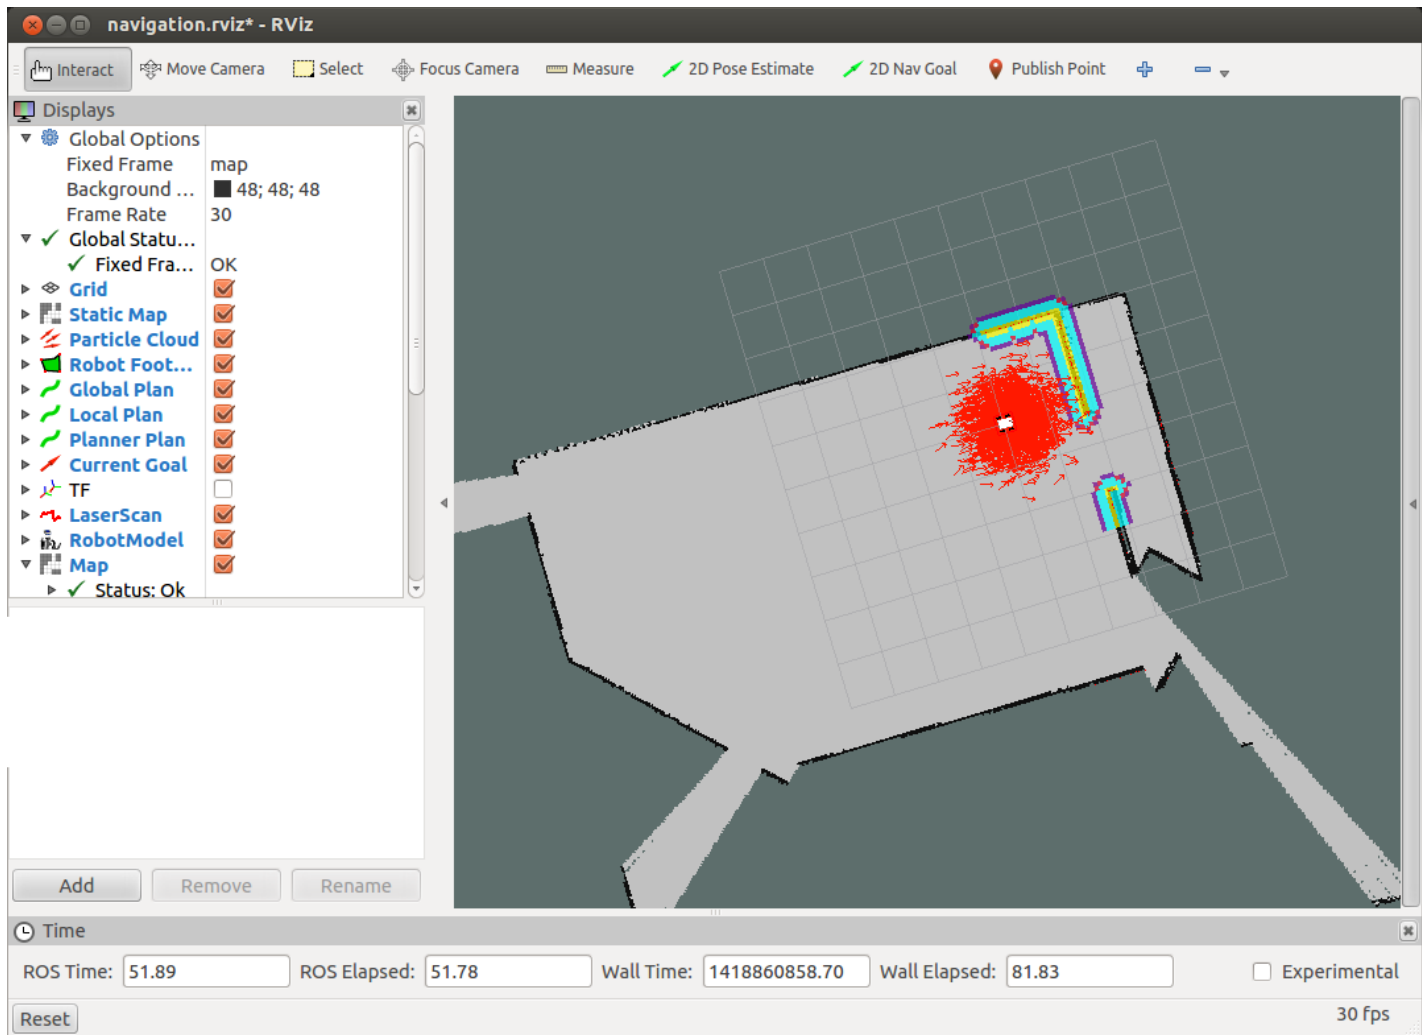 navigation.rviz* - RViz
Interact Move Camera Select Focus Camera Measure 2D Pose Estimate 2D Nav Goal Publish Point
Displays
Global Options
Fixed Frame map
Background ... 48; 48; 48
Frame Rate 30
Global Statu...
Fixed Fra... OK
Grid
Static Map
Particle Cloud
Robot Foot...
Global Plan
Local Plan
Planner Plan
Current Goal
TF
LaserScan
RobotModel
Map
Status: Ok
Add Remove Rename
Time
ROS Time: 51.89 ROS Elapsed: 51.78 Wall Time: 1418860858.70 Wall Elapsed: 81.83 Experimental
Reset 30 fps